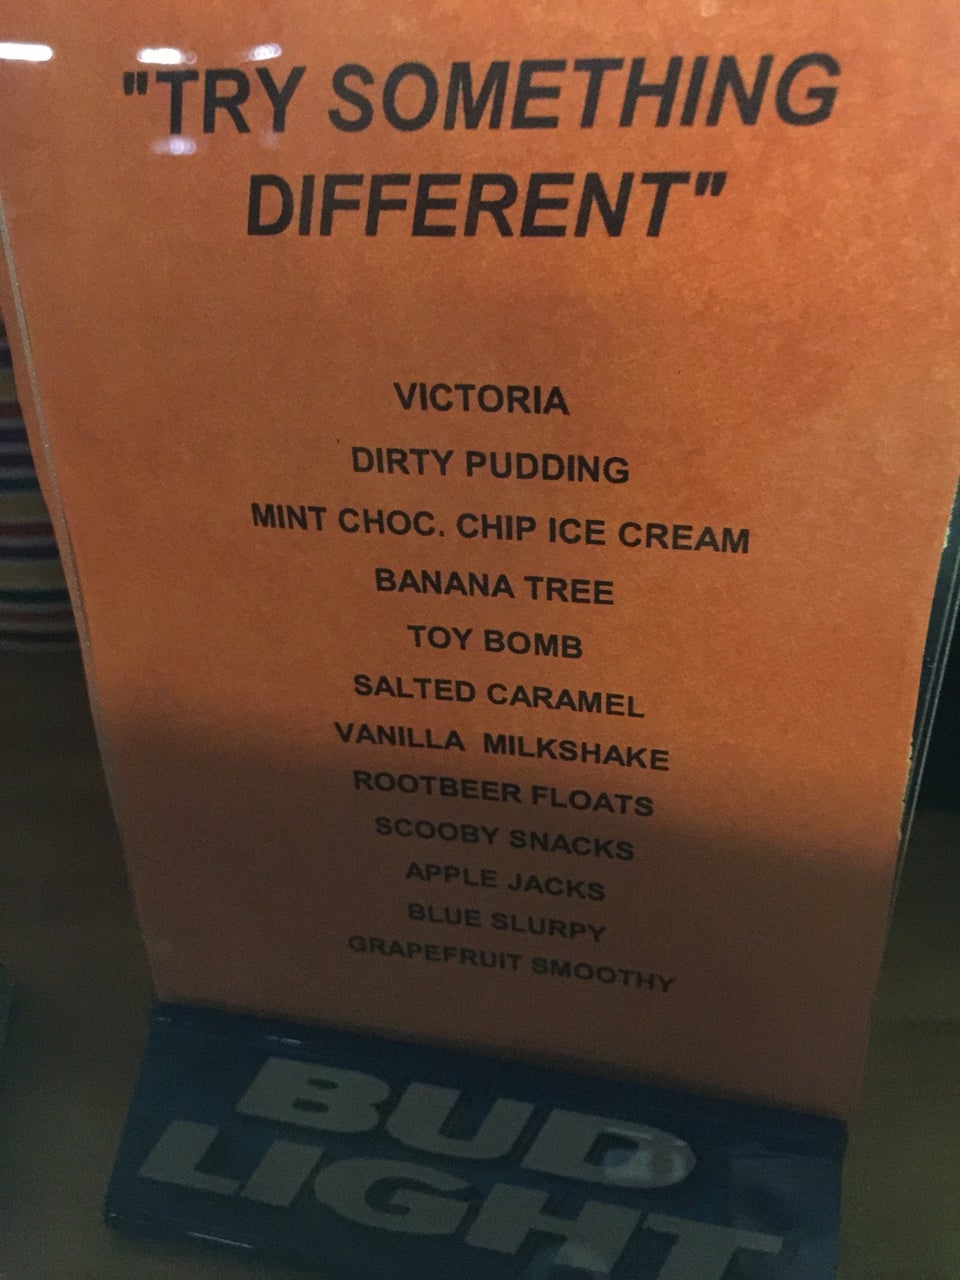 "TRY SOMETHING
DIFFERENT"
VICTORIA
DIRTY PUDDING
MINT CHOC. CHIP ICE CREAM
BANANA TREE
TOY BOMB
SALTED CARAMEL
VANILLA MILKSHAKE
ROOTBEER FLOATS
SCOOBY SNACKS
APPLE JACKS
BLUE SLURPY
GRAPEFRUIT SMOOTHY
BUD
LIGHT